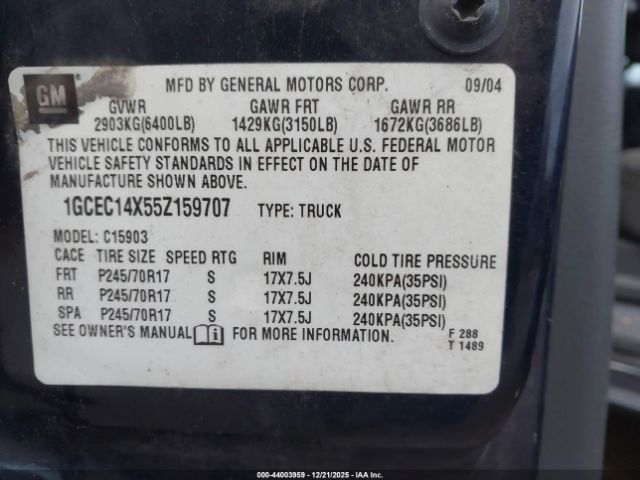 GM
MFD BY GENERAL MOTORS CORP. 09/04
GVWR GAWR FRT GAWR RR
2903KG(6400LB) 1429KG(3150LB) 1672KG(3686LB)
THIS VEHICLE CONFORMS TO ALL APPLICABLE U.S. FEDERAL MOTOR
VEHICLE SAFETY STANDARDS IN EFFECT ON THE DATE OF
MANUFACTURE SHOWN ABOVE.
1GCEC14X55Z159707 TYPE: TRUCK
MODEL: C15903
CACE TIRE SIZE SPEED RTG RIM COLD TIRE PRESSURE
FRT P245/70R17 S 17X7.5J 240KPA(35PSI)
RR P245/70R17 S 17X7.5J 240KPA(35PSI)
SPA P245/70R17 S 17X7.5J 240KPA(35PSI)
SEE OWNER'S MANUAL i FOR MORE INFORMATION.
F 288
T 1489
000-44003959 - 12/21/2025 - IAAI.com